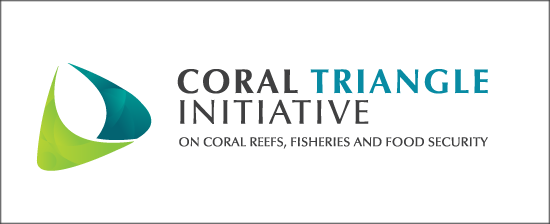 CORAL TRIANGLE
INITIATIVE
ON CORAL REEFS, FISHERIES AND FOOD SECURITY